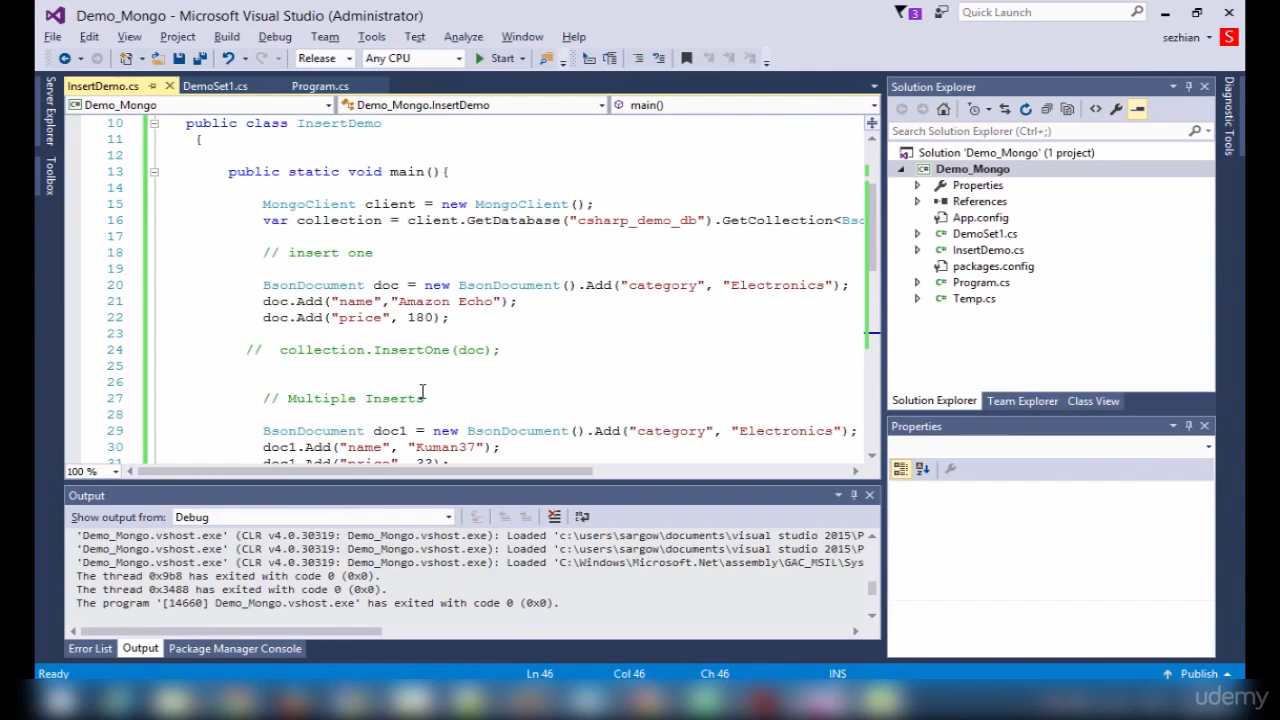 Demo_Mongo - Microsoft Visual Studio (Administrator)
3
Quick Launch
File Edit View Project Build Debug Team Tools Test Analyze Window Help
sezhian
S
Release Any CPU Start
InsertDemo.cs DemoSet1.cs Program.cs
Demo_Mongo Demo_Mongo.InsertDemo main()
10 public class InsertDemo
11 {
12
13 public static void main(){
14
15 MongoClient client = new MongoClient();
16 var collection = client.GetDatabase("csharp_demo_db").GetCollection<Bso
17
18 // insert one
19
20 BsonDocument doc = new BsonDocument().Add("category", "Electronics");
21 doc.Add("name","Amazon Echo");
22 doc.Add("price", 180);
23
24 // collection.InsertOne(doc);
25
26
27 // Multiple Inserts
28
29 BsonDocument doc1 = new BsonDocument().Add("category", "Electronics");
30 doc1.Add("name", "Kuman37");
31 doc1.Add("price", 33);
100 %
Output
Show output from: Debug
'Demo_Mongo.vshost.exe' (CLR v4.0.30319: Demo_Mongo.vshost.exe): Loaded 'c:\users\sargow\documents\visual studio 2015\P
'Demo_Mongo.vshost.exe' (CLR v4.0.30319: Demo_Mongo.vshost.exe): Loaded 'c:\users\sargow\documents\visual studio 2015\P
'Demo_Mongo.vshost.exe' (CLR v4.0.30319: Demo_Mongo.vshost.exe): Loaded 'C:\Windows\Microsoft.Net\assembly\GAC_MSIL\Sys
The thread 0x9b8 has exited with code 0 (0x0).
The thread 0x3488 has exited with code 0 (0x0).
The program '[14660] Demo_Mongo.vshost.exe' has exited with code 0 (0x0).
Error List Output Package Manager Console
Server Explorer
Toolbox
Solution Explorer
Search Solution Explorer (Ctrl+;)
Solution 'Demo_Mongo' (1 project)
Demo_Mongo
Properties
References
App.config
DemoSet1.cs
InsertDemo.cs
packages.config
Program.cs
Temp.cs
Solution Explorer Team Explorer Class View
Properties
Diagnostic Tools
Ready Ln 46 Col 46 Ch 46 INS Publish
udemy